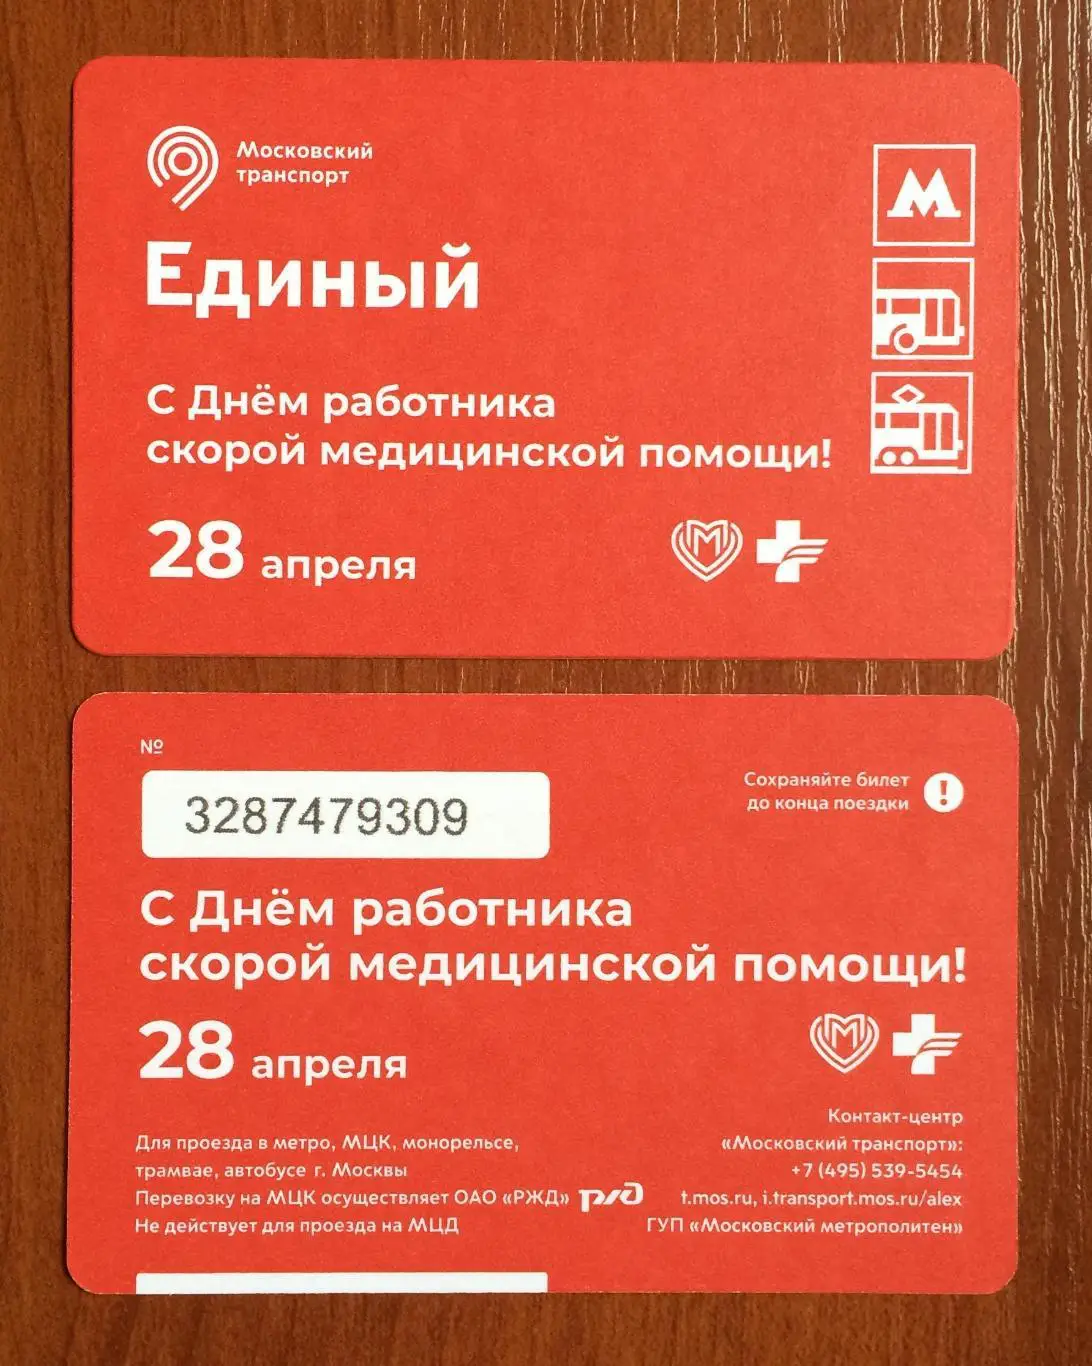 Московский
транспорт
Единый
М
С Днём работника
скорой медицинской помощи!
28 апреля
М
№
3287479309
Сохраняйте билет
до конца поездки
!
С Днём работника
скорой медицинской помощи!
28 апреля
М
Для проезда в метро, МЦК, монорельсе,
трамвае, автобусе г. Москвы
Перевозку на МЦК осуществляет ОАО «РЖД» ржд
Не действует для проезда на МЦД
Контакт-центр
«Московский транспорт»:
+7 (495) 539-5454
t.mos.ru, i.transport.mos.ru/alex
ГУП «Московский метрополитен»